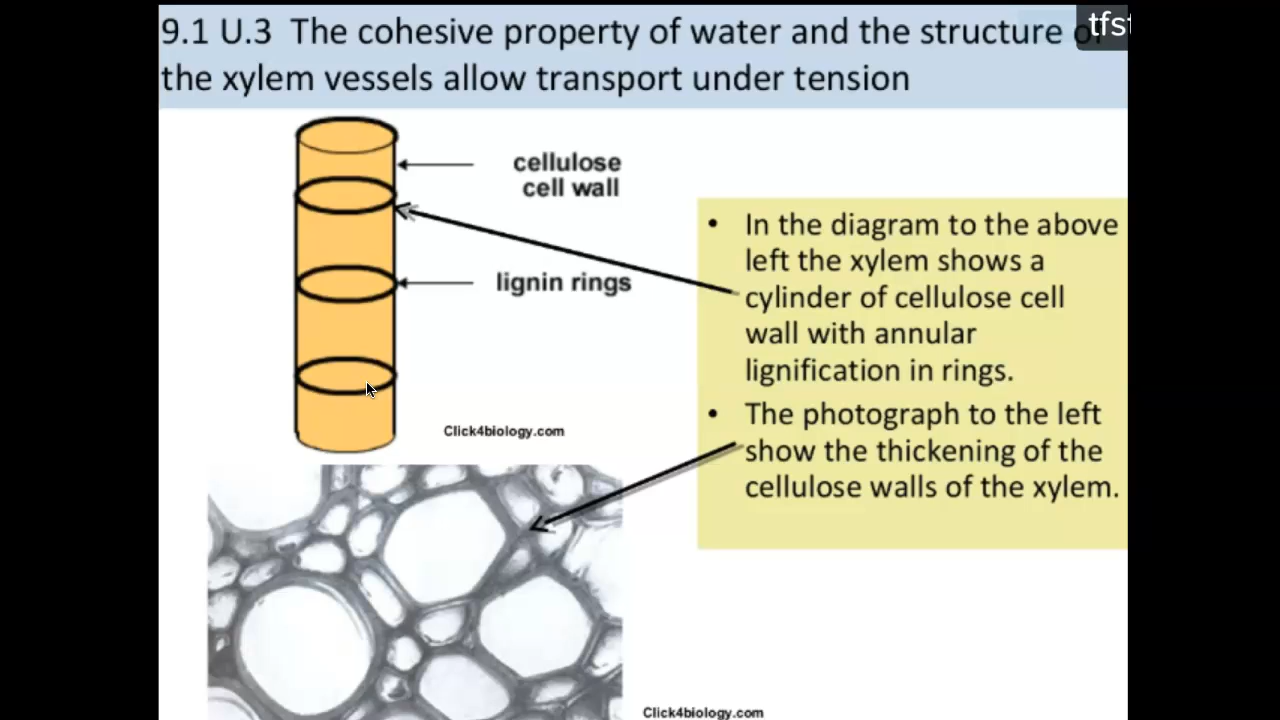 9.1 U.3 The cohesive property of water and the structure of
the xylem vessels allow transport under tension
tfst
cellulose
cell wall
lignin rings
Click4biology.com
• In the diagram to the above
left the xylem shows a
cylinder of cellulose cell
wall with annular
lignification in rings.
• The photograph to the left
show the thickening of the
cellulose walls of the xylem.
Click4biology.com